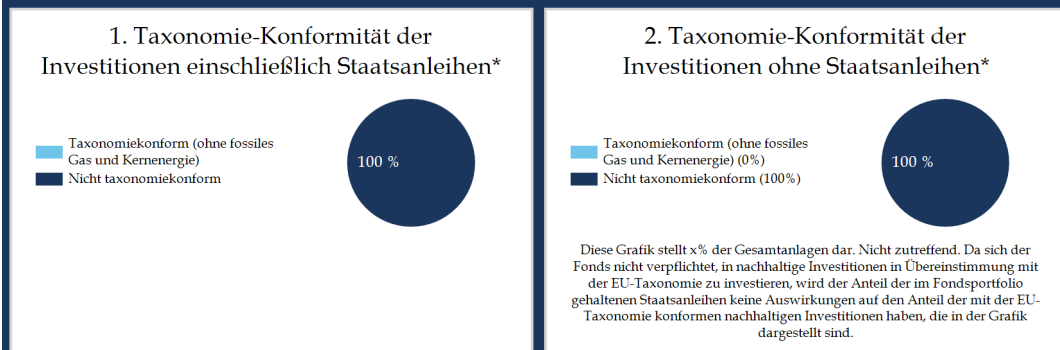 1. Taxonomie-Konformität der
Investitionen einschließlich Staatsanleihen*
Taxonomiekonform (ohne fossiles
Gas und Kernenergie)
Nicht taxonomiekonform
100 %
2. Taxonomie-Konformität der
Investitionen ohne Staatsanleihen*
Taxonomiekonform (ohne fossiles
Gas und Kernenergie) (0%)
Nicht taxonomiekonform (100%)
100 %
Diese Grafik stellt x% der Gesamtanlagen dar. Nicht zutreffend. Da sich der
Fonds nicht verpflichtet, in nachhaltige Investitionen in Übereinstimmung mit
der EU-Taxonomie zu investieren, wird der Anteil der im Fondsportfolio
gehaltenen Staatsanleihen keine Auswirkungen auf den Anteil der mit der EU-
Taxonomie konformen nachhaltigen Investitionen haben, die in der Grafik
dargestellt sind.